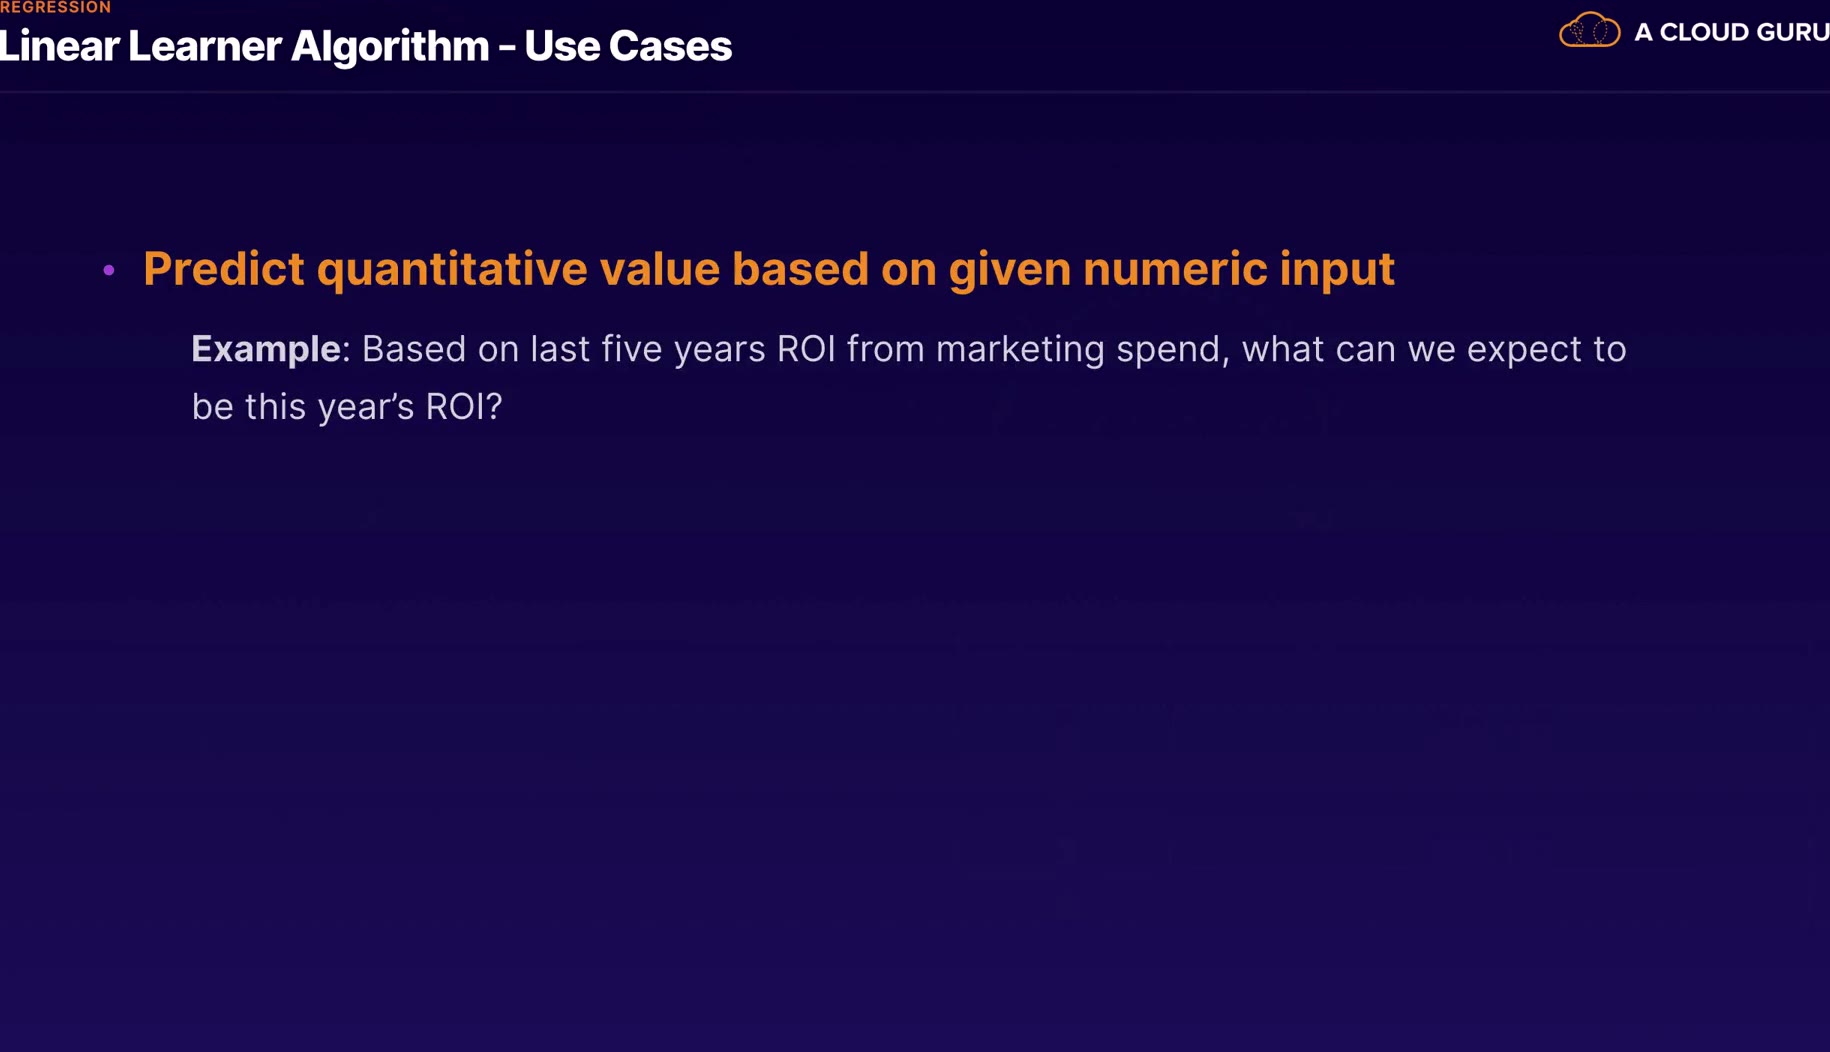 REGRESSION
Linear Learner Algorithm – Use Cases
A CLOUD GURU
• Predict quantitative value based on given numeric input
Example: Based on last five years ROI from marketing spend, what can we expect to
be this year’s ROI?